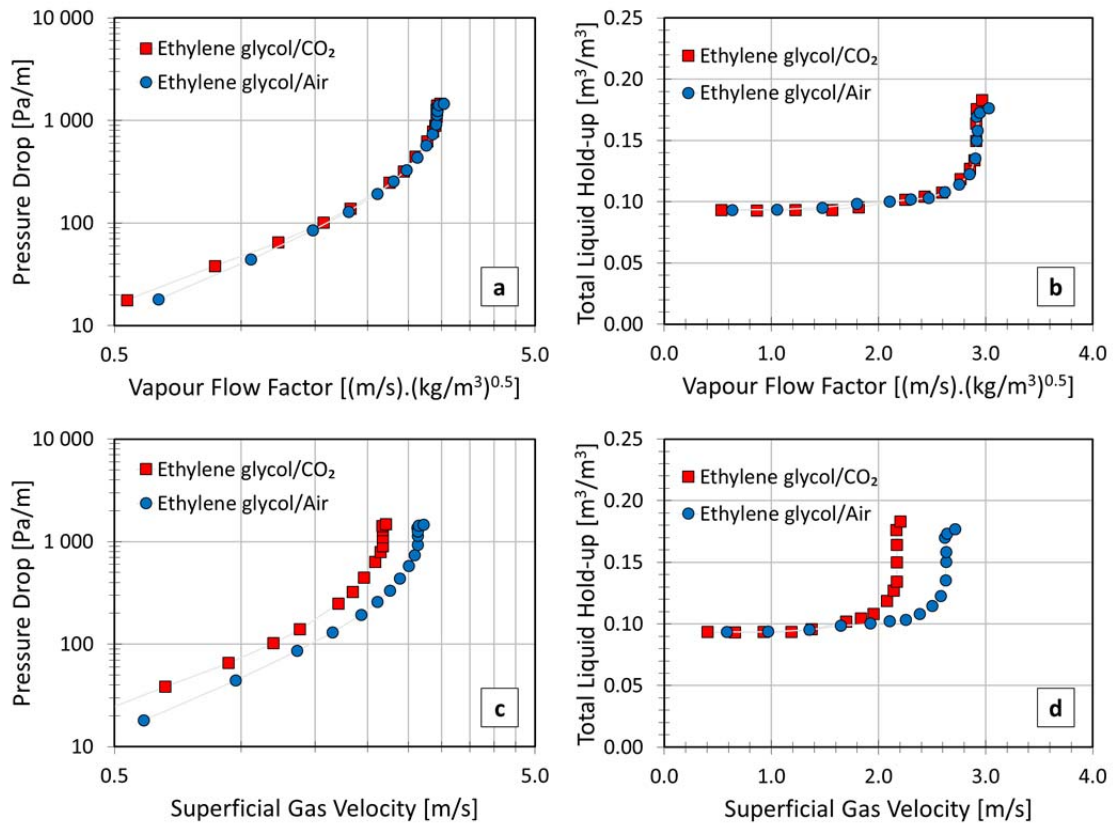 10 000
1 000
100
10
Pressure Drop [Pa/m]
Ethylene glycol/CO₂
Ethylene glycol/Air
a
0.5
5.0
Vapour Flow Factor [(m/s).(kg/m³)⁰·⁵]
0.25
0.20
0.15
0.10
0.05
0.00
Total Liquid Hold-up [m³/m³]
Ethylene glycol/CO₂
Ethylene glycol/Air
b
0.0 1.0 2.0 3.0 4.0
Vapour Flow Factor [(m/s).(kg/m³)⁰·⁵]
10 000
1 000
100
10
Pressure Drop [Pa/m]
Ethylene glycol/CO₂
Ethylene glycol/Air
c
0.5
5.0
Superficial Gas Velocity [m/s]
0.25
0.20
0.15
0.10
0.05
0.00
Total Liquid Hold-up [m³/m³]
Ethylene glycol/CO₂
Ethylene glycol/Air
d
0.0 1.0 2.0 3.0 4.0
Superficial Gas Velocity [m/s]